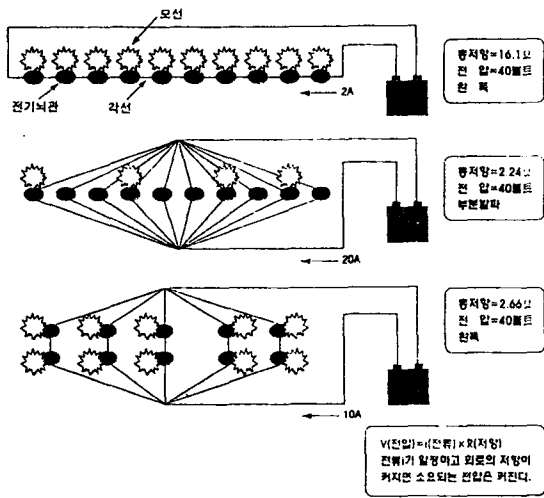 모선
전기뇌관
각선
2A
총저항=16.1Ω
전 압=40볼트
완 폭
20A
총저항=2.24Ω
전 압=40볼트
부분발파
10A
총저항=2.66Ω
전 압=40볼트
완폭
V(전압)=i(전류)×R(저항)
전류i가 일정하고 회로의 저항이
커지면 소요되는 전압은 커진다.